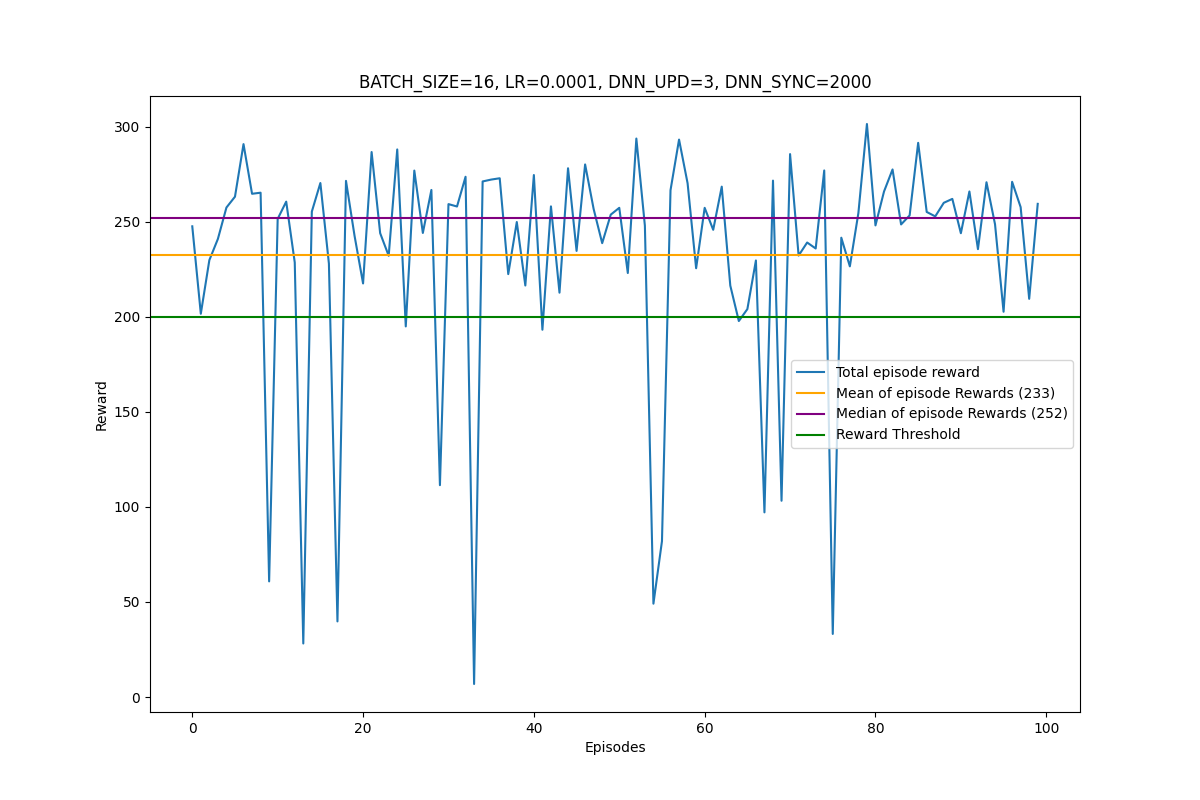 BATCH_SIZE=16, LR=0.0001, DNN_UPD=3, DNN_SYNC=2000
300
250
200
150
100
50
0
Reward
Total episode reward
Mean of episode Rewards (233)
Median of episode Rewards (252)
Reward Threshold
0 20 40 60 80 100
Episodes